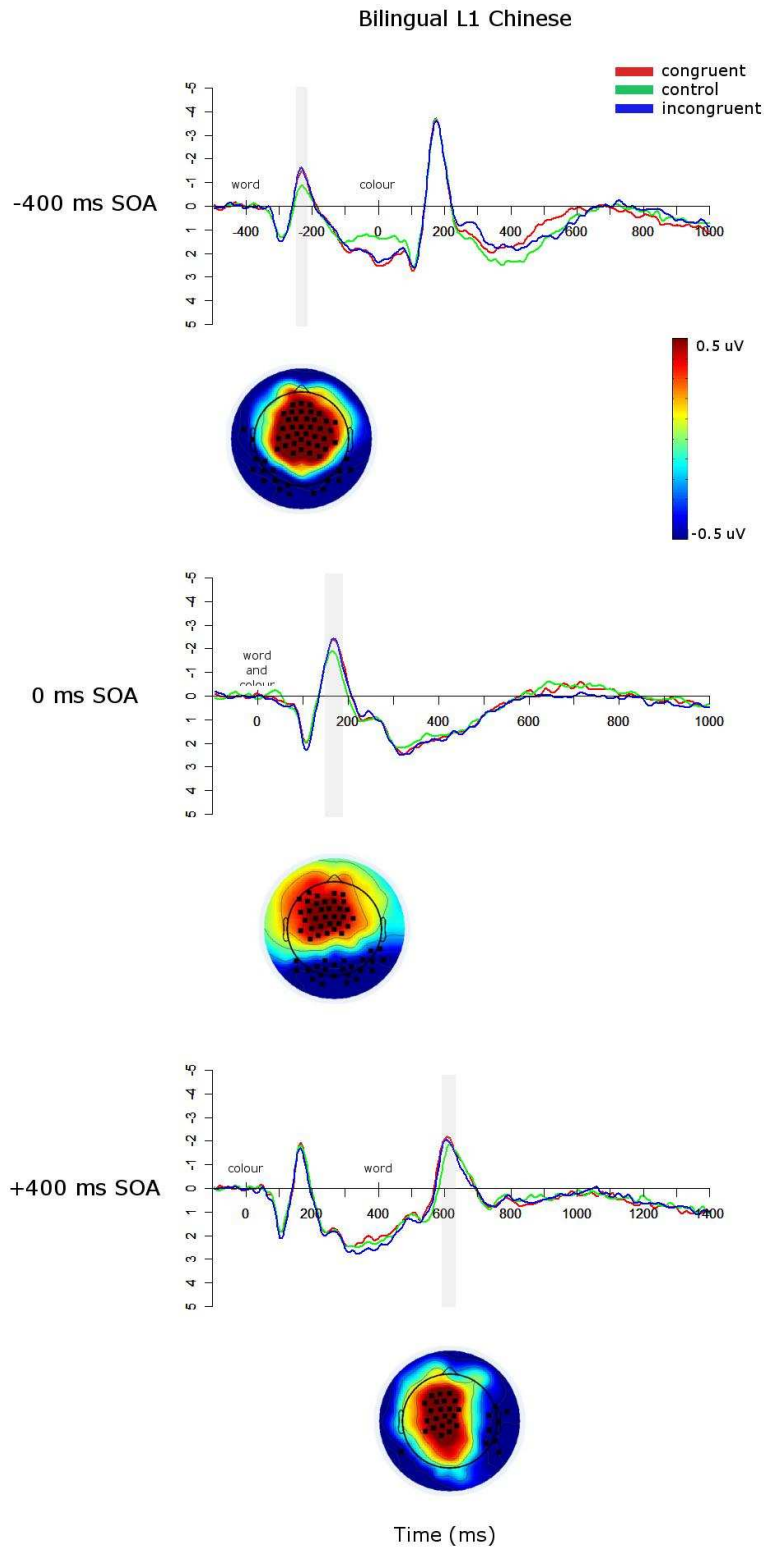 Bilingual L1 Chinese
congruent
control
incongruent
-400 ms SOA
-5
-4
-3
-2
-1
0
1
2
3
4
5
word
colour
-400 -200 0 200 400 600 800 1000
0.5 uV
-0.5 uV
0 ms SOA
-5
-4
-3
-2
-1
0
1
2
3
4
5
word
and
colour
0 200 400 600 800 1000
+400 ms SOA
-5
-4
-3
-2
-1
0
1
2
3
4
5
colour
word
0 200 400 600 800 1000 1200 1400
Time (ms)